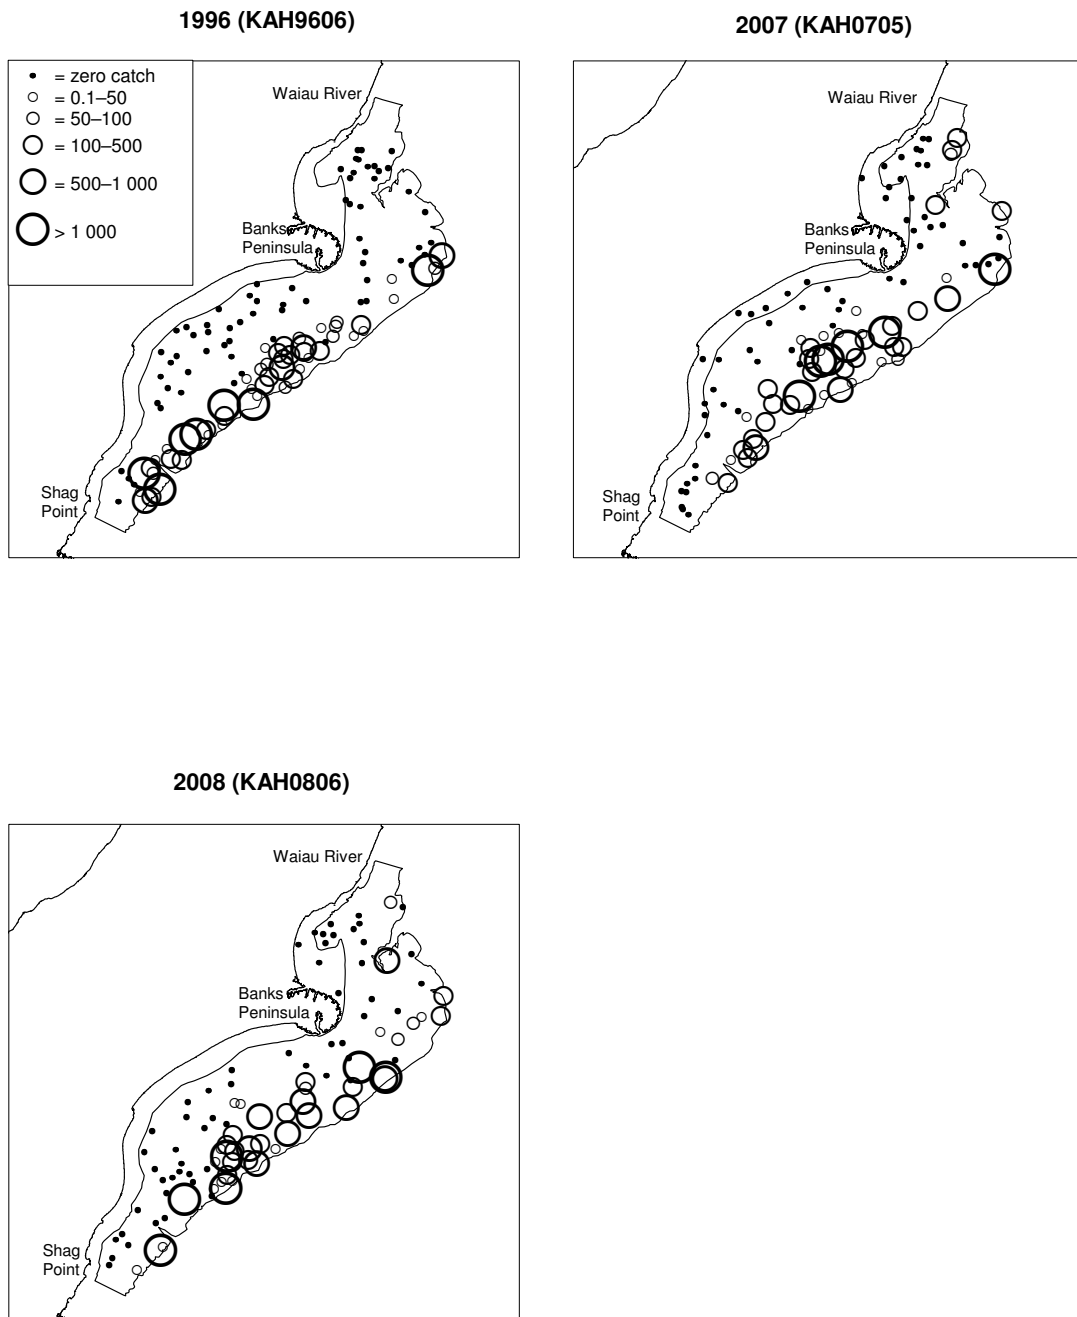 1996 (KAH9606)
2007 (KAH0705)
= zero catch
= 0.1–50
= 50–100
= 100–500
= 500–1 000
> 1 000
Waiau River
Banks
Peninsula
Shag
Point
Waiau River
Banks
Peninsula
Shag
Point
2008 (KAH0806)
Waiau River
Banks
Peninsula
Shag
Point